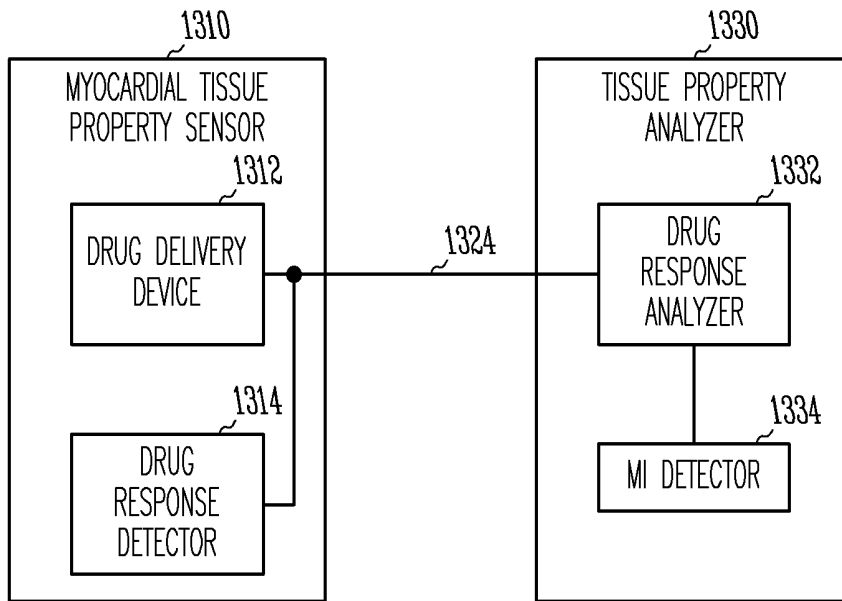 1310
MYOCARDIAL TISSUE
PROPERTY SENSOR
1312
DRUG DELIVERY
DEVICE
1314
DRUG
RESPONSE
DETECTOR
1324
1330
TISSUE PROPERTY
ANALYZER
1332
DRUG
RESPONSE
ANALYZER
1334
MI DETECTOR